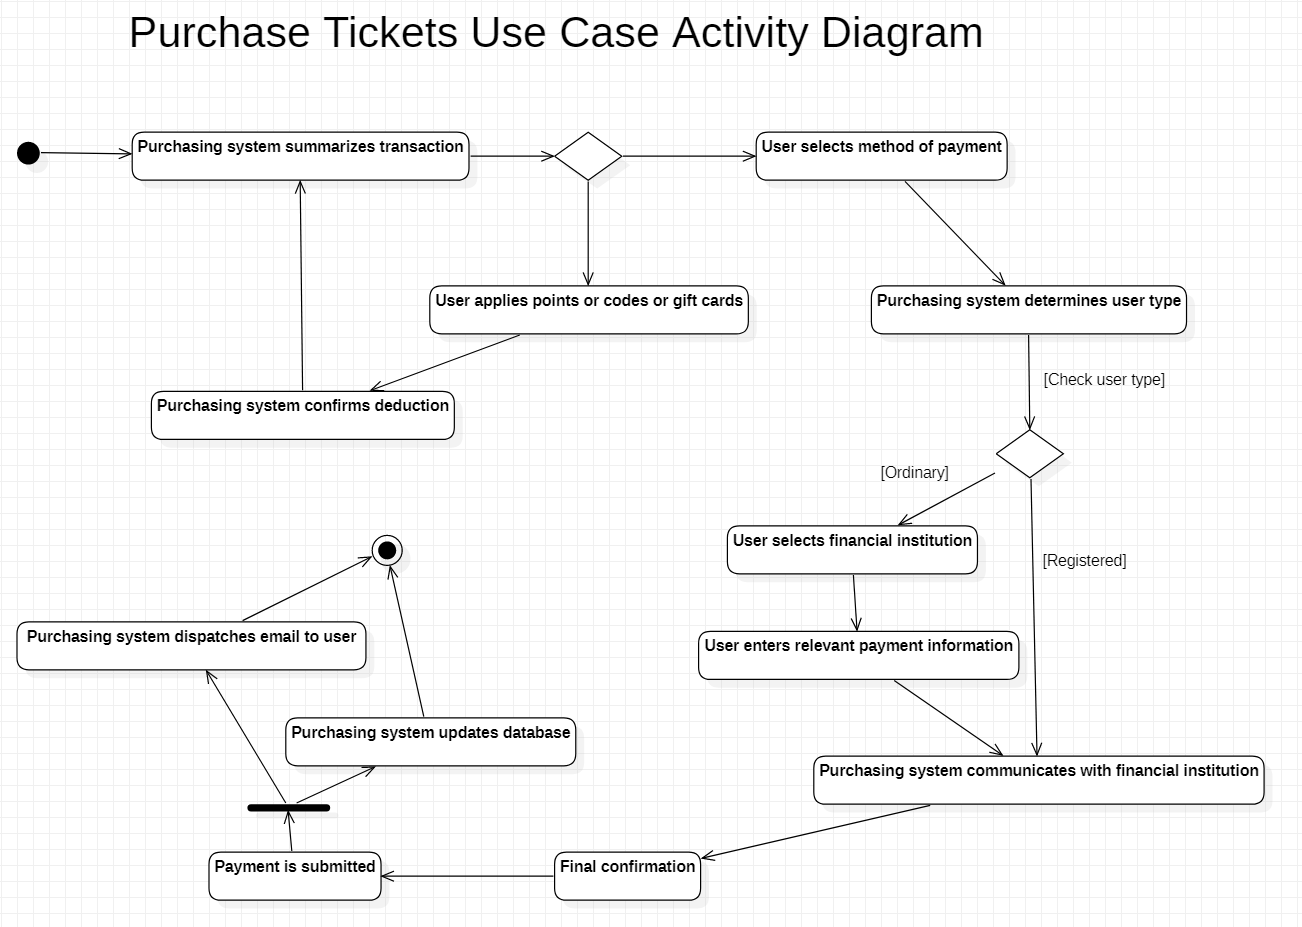 Purchase Tickets Use Case Activity Diagram
Purchasing system summarizes transaction
User selects method of payment
User applies points or codes or gift cards
Purchasing system determines user type
[Check user type]
Purchasing system confirms deduction
[Ordinary]
User selects financial institution
[Registered]
Purchasing system dispatches email to user
User enters relevant payment information
Purchasing system updates database
Purchasing system communicates with financial institution
Payment is submitted
Final confirmation